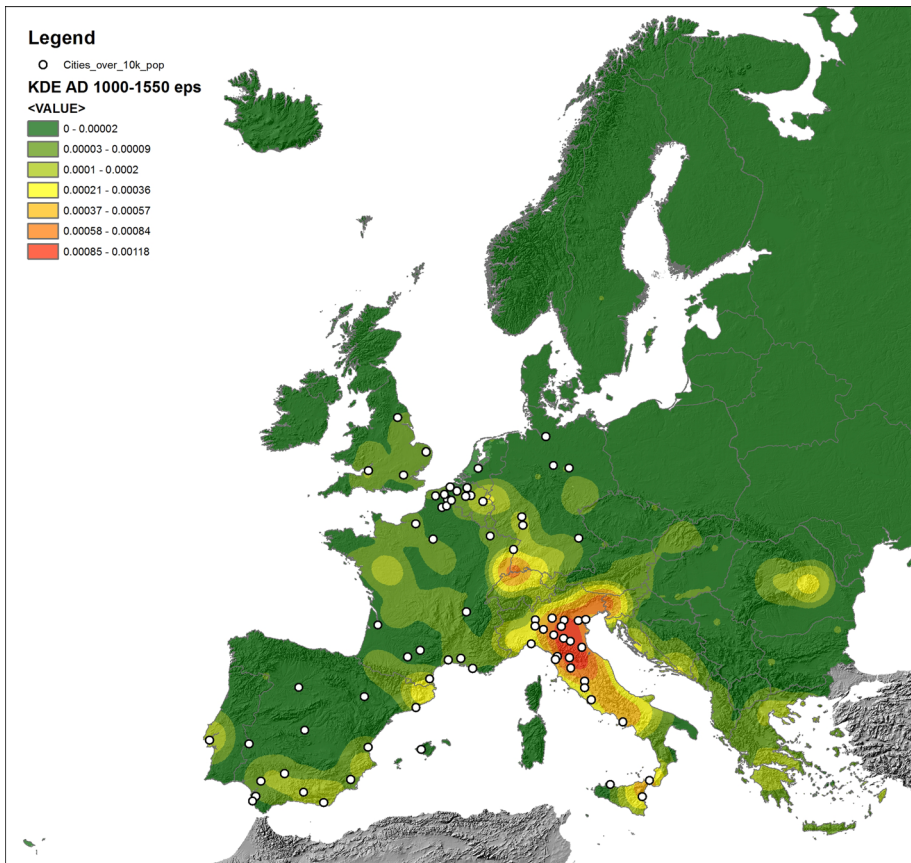 Legend
Cities_over_10k_pop
KDE AD 1000-1550 eps
<VALUE>
0 - 0.00002
0.00003 - 0.00009
0.0001 - 0.0002
0.00021 - 0.00036
0.00037 - 0.00057
0.00058 - 0.00084
0.00085 - 0.00118